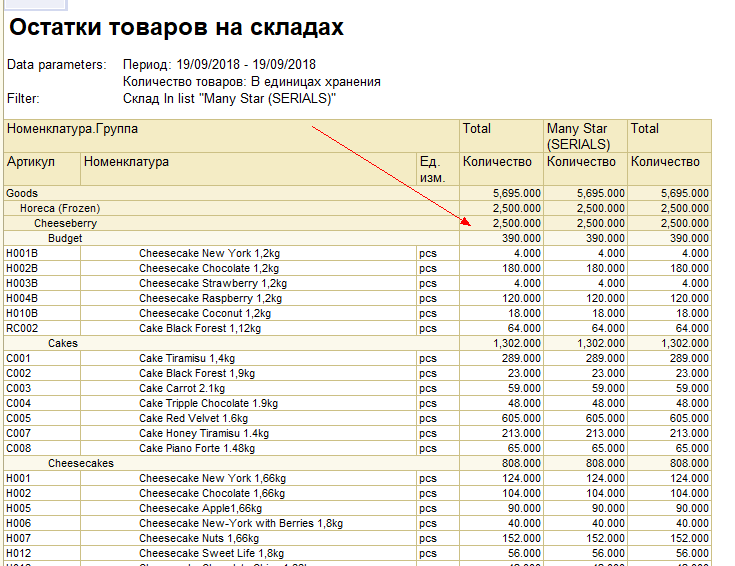 Остатки товаров на складах
Data parameters: Период: 19/09/2018 - 19/09/2018
Количество товаров: В единицах хранения
Filter: Склад In list "Many Star (SERIALS)"
Номенклатура.Группа Total Many Star (SERIALS) Total
Артикул Номенклатура Ед. изм. Количество Количество Количество
Goods 5,695.000 5,695.000 5,695.000
Horeca (Frozen) 2,500.000 2,500.000 2,500.000
Cheeseberry 2,500.000 2,500.000 2,500.000
Budget 390.000 390.000 390.000
H001B Cheesecake New York 1,2kg pcs 4.000 4.000 4.000
H002B Cheesecake Chocolate 1,2kg pcs 180.000 180.000 180.000
H003B Cheesecake Strawberry 1,2kg pcs 4.000 4.000 4.000
H004B Cheesecake Raspberry 1,2kg pcs 120.000 120.000 120.000
H010B Cheesecake Coconut 1,2kg pcs 18.000 18.000 18.000
RC002 Cake Black Forest 1,12kg pcs 64.000 64.000 64.000
Cakes 1,302.000 1,302.000 1,302.000
C001 Cake Tiramisu 1,4kg pcs 289.000 289.000 289.000
C002 Cake Black Forest 1,9kg pcs 23.000 23.000 23.000
C003 Cake Carrot 2.1kg pcs 59.000 59.000 59.000
C004 Cake Tripple Chocolate 1.9kg pcs 48.000 48.000 48.000
C005 Cake Red Velvet 1.6kg pcs 605.000 605.000 605.000
C007 Cake Honey Tiramisu 1.4kg pcs 213.000 213.000 213.000
C008 Cake Piano Forte 1.48kg pcs 65.000 65.000 65.000
Cheesecakes 808.000 808.000 808.000
H001 Cheesecake New York 1,66kg pcs 124.000 124.000 124.000
H002 Cheesecake Chocolate 1,66kg pcs 104.000 104.000 104.000
H005 Cheesecake Apple1,66kg pcs 90.000 90.000 90.000
H006 Cheesecake New-York with Berries 1,8kg pcs 40.000 40.000 40.000
H007 Cheesecake Nuts 1,66kg pcs 152.000 152.000 152.000
H012 Cheesecake Sweet Life 1,8kg pcs 56.000 56.000 56.000